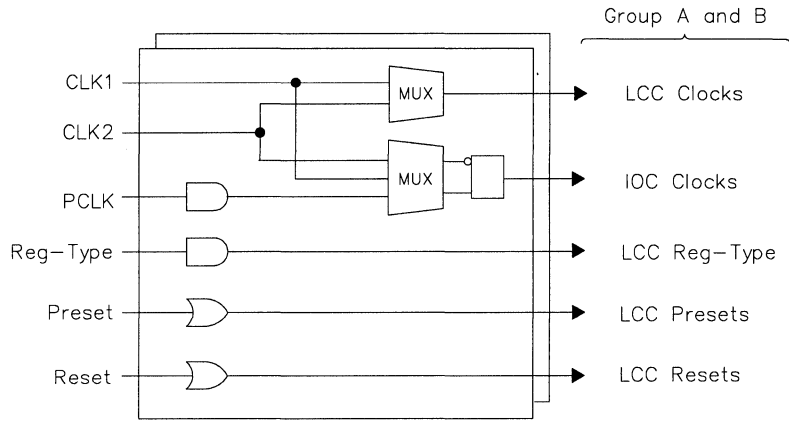 Group A and B
CLK1
MUX
LCC Clocks
CLK2
MUX
IOC Clocks
PCLK
Reg-Type
LCC Reg-Type
Preset
LCC Presets
Reset
LCC Resets